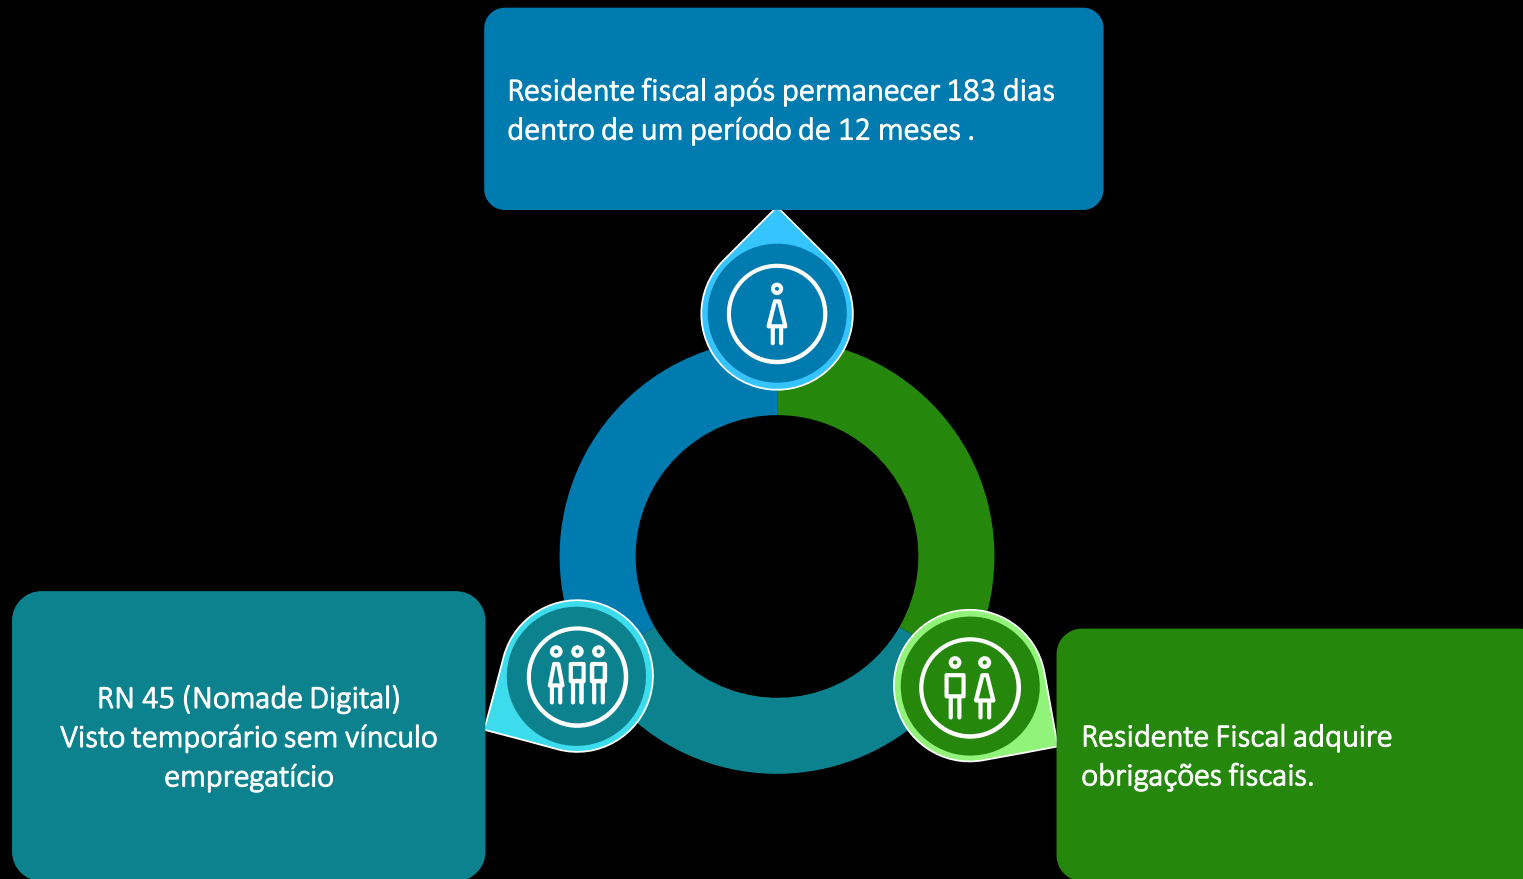 Residente fiscal após permanecer 183 dias
dentro de um período de 12 meses .
RN 45 (Nomade Digital)
Visto temporário sem vínculo
empregatício
Residente Fiscal adquire
obrigações fiscais.